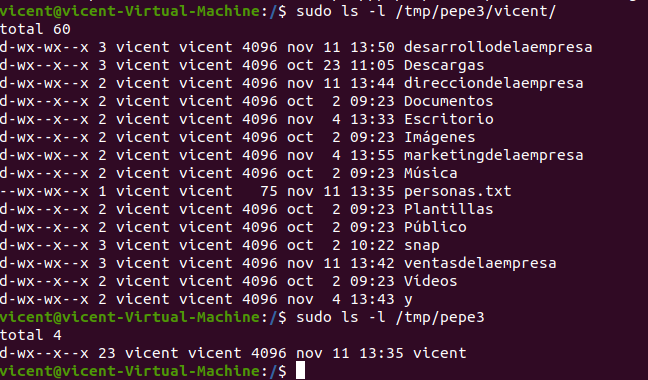 vicent@vicent-Virtual-Machine:/$ sudo ls -l /tmp/pepe3/vicent/
total 60
d-wx-wx--x 3 vicent vicent 4096 nov 11 13:50 desarrollodelaempresa
d-wx--x--x 3 vicent vicent 4096 oct 23 11:05 Descargas
d-wx-wx--x 2 vicent vicent 4096 nov 11 13:44 direcciondelaempresa
d-wx--x--x 2 vicent vicent 4096 oct  2 09:23 Documentos
d-wx--x--x 2 vicent vicent 4096 nov  4 13:33 Escritorio
d-wx--x--x 2 vicent vicent 4096 oct  2 09:23 Imágenes
d-wx-wx--x 2 vicent vicent 4096 nov  4 13:55 marketingdelaempresa
d-wx--x--x 2 vicent vicent 4096 oct  2 09:23 Música
--wx-wx--x 1 vicent vicent   75 nov 11 13:35 personas.txt
d-wx--x--x 2 vicent vicent 4096 oct  2 09:23 Plantillas
d-wx--x--x 2 vicent vicent 4096 oct  2 09:23 Público
d-wx--x--x 3 vicent vicent 4096 oct  2 10:22 snap
d-wx-wx--x 3 vicent vicent 4096 nov 11 13:42 ventasdelaempresa
d-wx--x--x 2 vicent vicent 4096 oct  2 09:23 Vídeos
d-wx-wx--x 2 vicent vicent 4096 nov  4 13:43 y
vicent@vicent-Virtual-Machine:/$ sudo ls -l /tmp/pepe3
total 4
d-wx--x--x 23 vicent vicent 4096 nov 11 13:35 vicent
vicent@vicent-Virtual-Machine:/$